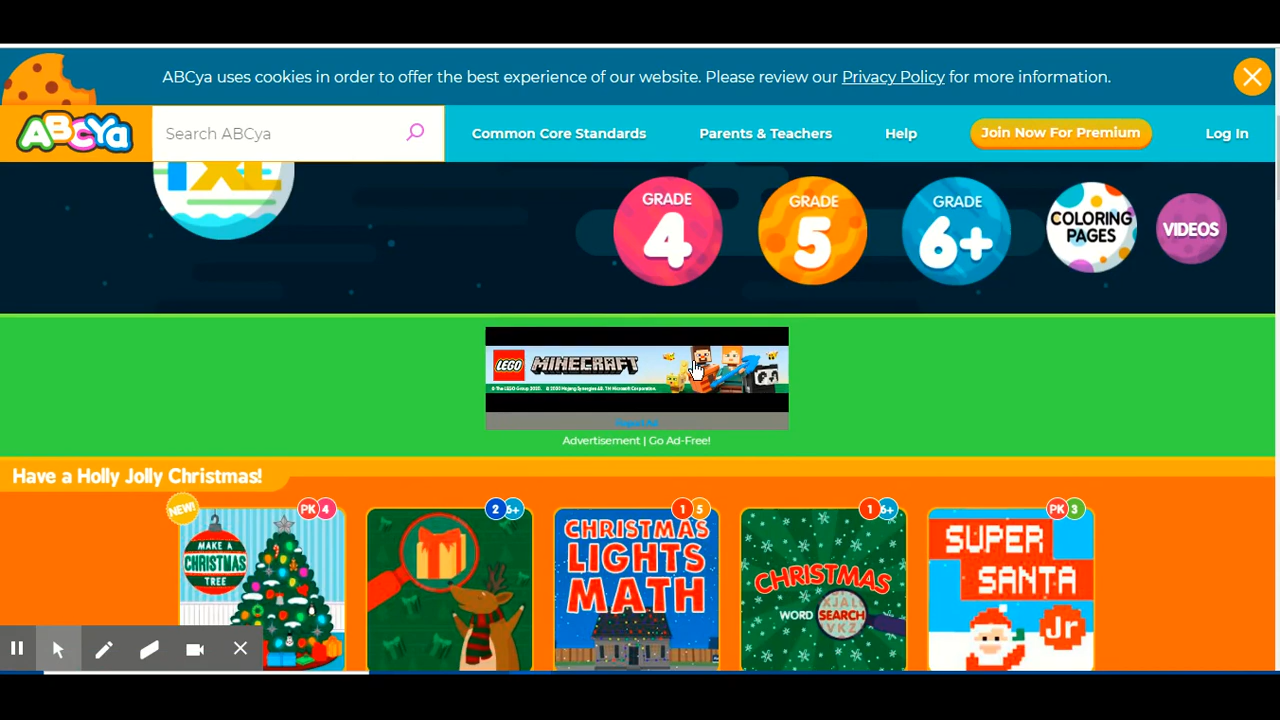 ABCya uses cookies in order to offer the best experience of our website. Please review our Privacy Policy for more information.
ABCya
Search ABCya
Common Core Standards
Parents & Teachers
Help
Join Now For Premium
Log In
IXL
GRADE
4
GRADE
5
GRADE
6+
COLORING
PAGES
VIDEOS
LEGO
MINECRAFT
Report Ad
Advertisement | Go Ad-Free!
Have a Holly Jolly Christmas!
NEW!
PK 4
MAKE A
CHRISTMAS
TREE
2 6+
1 5
CHRISTMAS
LIGHTS
MATH
1 6+
CHRISTMAS
WORD SEARCH
PK 3
SUPER
SANTA
Jr